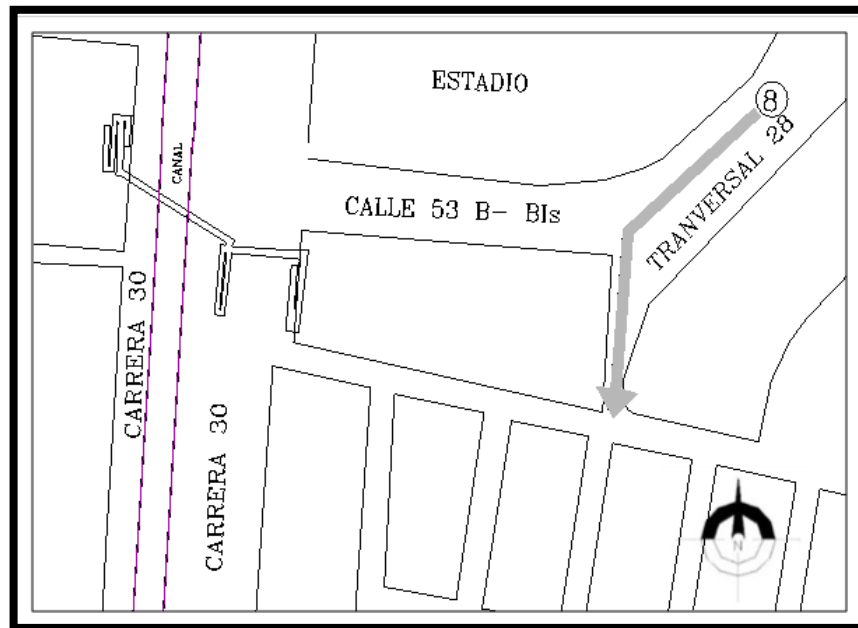 ESTADIO
8
CANAL
TRANVERSAL 28
CALLE 53 B- BIs
CARRERA 30
CARRERA 30
N